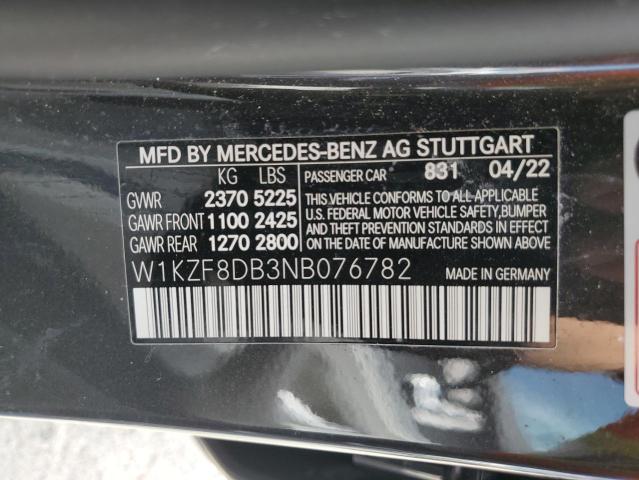 MFD BY MERCEDES-BENZ AG STUTTGART
KG LBS PASSENGER CAR 831 04/22
GVWR 2370 5225
GAWR FRONT 1100 2425
GAWR REAR 1270 2800
THIS VEHICLE CONFORMS TO ALL APPLICABLE
U.S. FEDERAL MOTOR VEHICLE SAFETY, BUMPER
AND THEFT PREVENTION STANDARDS IN EFFECT
ON THE DATE OF MANUFACTURE SHOWN ABOVE.
W1KZF8DB3NB076782 MADE IN GERMANY